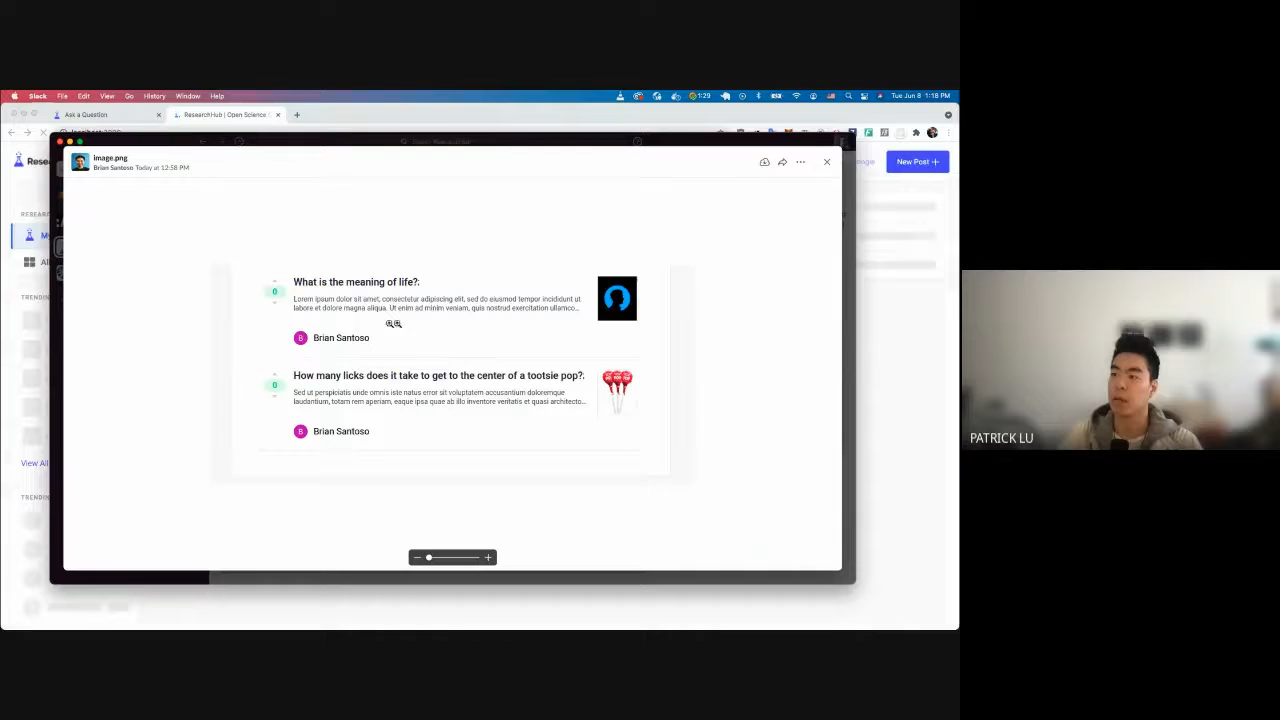 Slack File Edit View Go History Window Help
1:29
Tue Jun 8 1:18 PM
Ask a Question
ResearchHub | Open Science
New Post +
image.png
Brian Santoso Today at 12:58 PM
What is the meaning of life?:
0
Lorem ipsum dolor sit amet, consectetur adipiscing elit, sed do eiusmod tempor incididunt ut
labore et dolore magna aliqua. Ut enim ad minim veniam, quis nostrud exercitation ullamco...
B Brian Santoso
How many licks does it take to get to the center of a tootsie pop?:
0
Sed ut perspiciatis unde omnis iste natus error sit voluptatem accusantium doloremque
laudantium, totam rem aperiam, eaque ipsa quae ab illo inventore veritatis et quasi architecto...
B Brian Santoso
View All
PATRICK LU